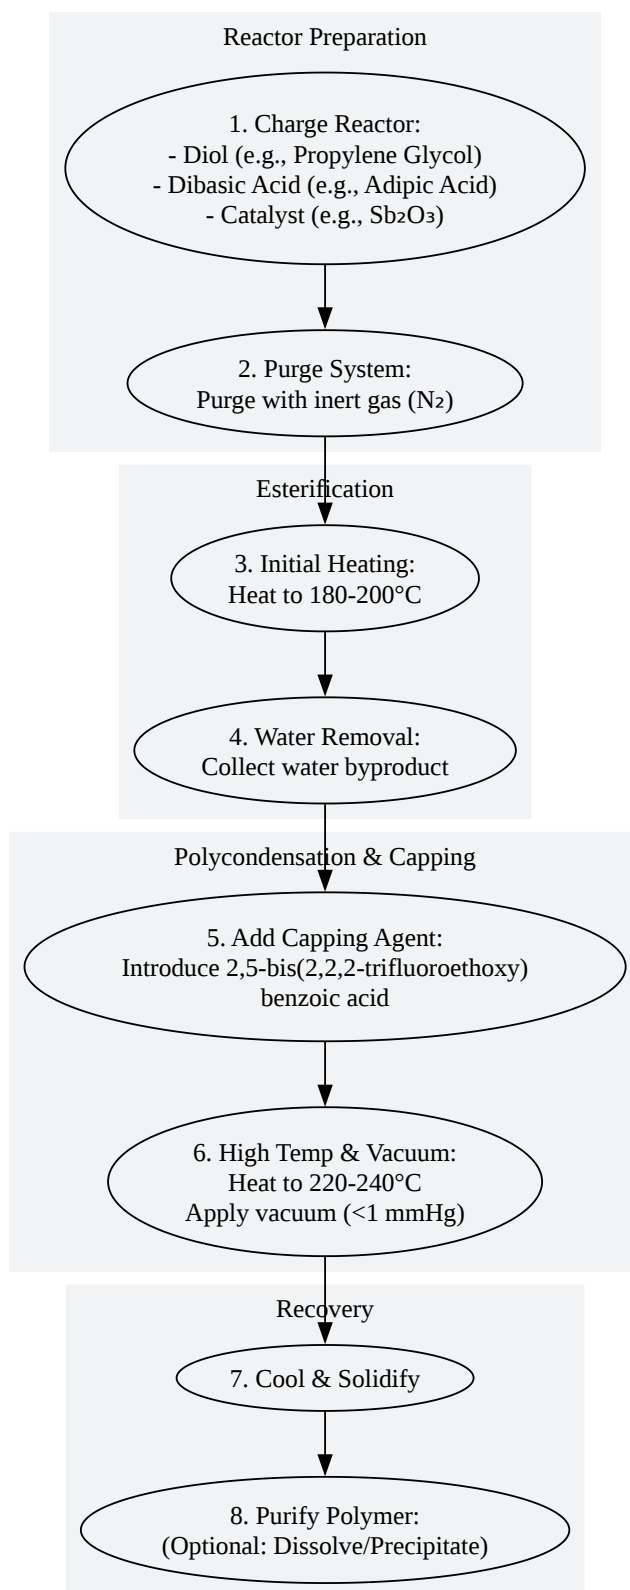 Reactor Preparation
1. Charge Reactor:
- Diol (e.g., Propylene Glycol)
- Dibasic Acid (e.g., Adipic Acid)
- Catalyst (e.g., Sb₂O₃)
2. Purge System:
Purge with inert gas (N₂)
Esterification
3. Initial Heating:
Heat to 180-200°C
4. Water Removal:
Collect water byproduct
Polycondensation & Capping
5. Add Capping Agent:
Introduce 2,5-bis(2,2,2-trifluoroethoxy)
benzoic acid
6. High Temp & Vacuum:
Heat to 220-240°C
Apply vacuum (<1 mmHg)
Recovery
7. Cool & Solidify
8. Purify Polymer:
(Optional: Dissolve/Precipitate)